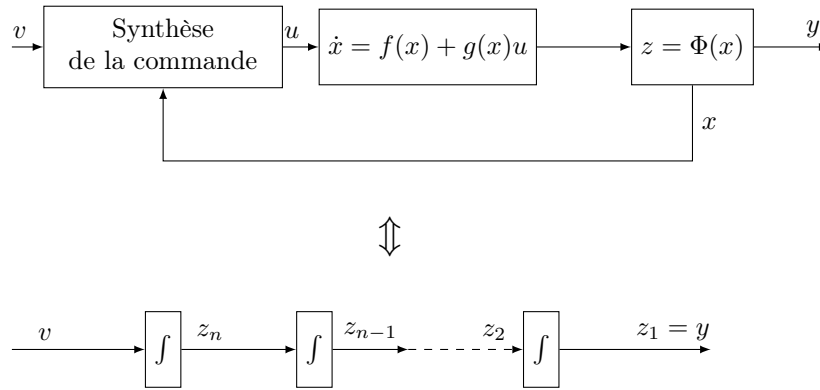 v
Synthèse
de la commande
u
ẋ = f(x) + g(x)u
z = Φ(x)
y
x
⇕
v
∫
z_n
∫
z_{n−1}
z_2
∫
z_1 = y